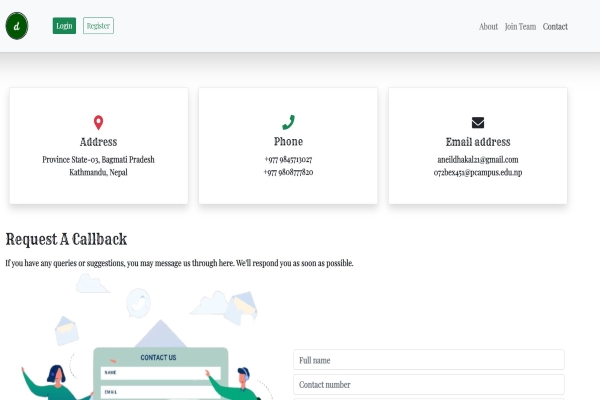 d
Login
Register
About
Join Team
Contact
Address
Province State-03, Bagmati Pradesh
Kathmandu, Nepal
Phone
+977 9845713027
+977 9808777820
Email address
aneildhakal21@gmail.com
072bex451@pcampus.edu.np
Request A Callback
If you have any queries or suggestions, you may message us through here. We'll respond you as soon as possible.
CONTACT US
NAME
EMAIL
Full name
Contact number